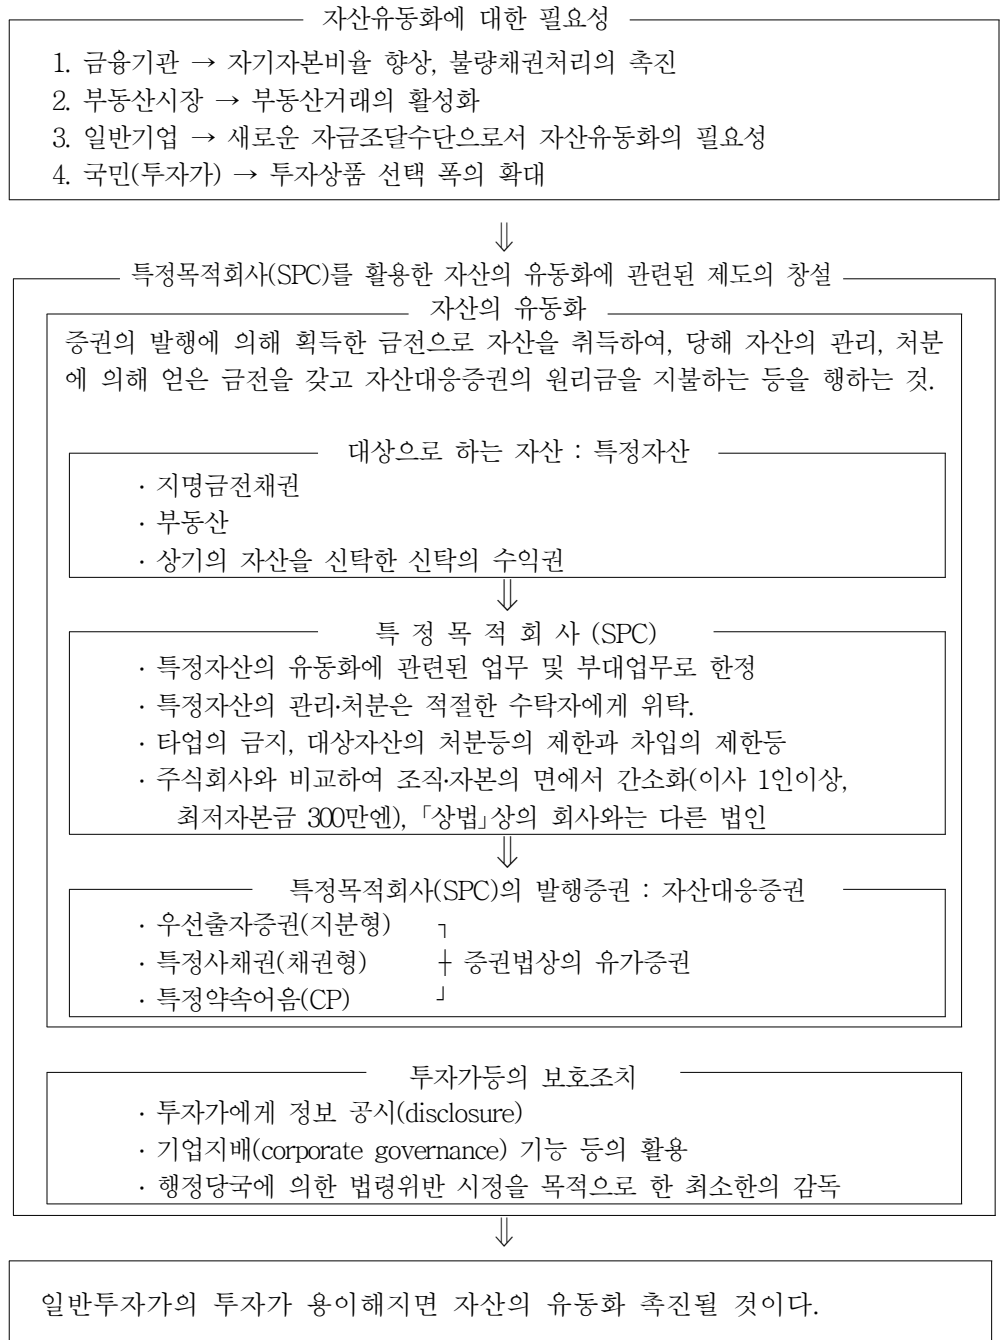 자산유동화에 대한 필요성
1. 금융기관 → 자기자본비율 향상, 불량채권처리의 촉진
2. 부동산시장 → 부동산거래의 활성화
3. 일반기업 → 새로운 자금조달수단으로서 자산유동화의 필요성
4. 국민(투자가) → 투자상품 선택 폭의 확대
⇓
특정목적회사(SPC)를 활용한 자산의 유동화에 관련된 제도의 창설
자산의 유동화
증권의 발행에 의해 획득한 금전으로 자산을 취득하여, 당해 자산의 관리, 처분
에 의해 얻은 금전을 갖고 자산대응증권의 원리금을 지불하는 등을 행하는 것.
대상으로 하는 자산 : 특정자산
· 지명금전채권
· 부동산
· 상기의 자산을 신탁한 신탁의 수익권
⇓
특 정 목 적 회 사 (SPC)
· 특정자산의 유동화에 관련된 업무 및 부대업무로 한정
· 특정자산의 관리·처분은 적절한 수탁자에게 위탁.
· 타업의 금지, 대상자산의 처분등의 제한과 차입의 제한등
· 주식회사와 비교하여 조직·자본의 면에서 간소화(이사 1인이상,
최저자본금 300만엔), 「상법」상의 회사와는 다른 법인
⇓
특정목적회사(SPC)의 발행증권 : 자산대응증권
· 우선출자증권(지분형) ┐
· 특정사채권(채권형) ┼ 증권법상의 유가증권
· 특정약속어음(CP) ┘
투자가등의 보호조치
· 투자가에게 정보 공시(disclosure)
· 기업지배(corporate governance) 기능 등의 활용
· 행정당국에 의한 법령위반 시정을 목적으로 한 최소한의 감독
⇓
일반투자가의 투자가 용이해지면 자산의 유동화 촉진될 것이다.